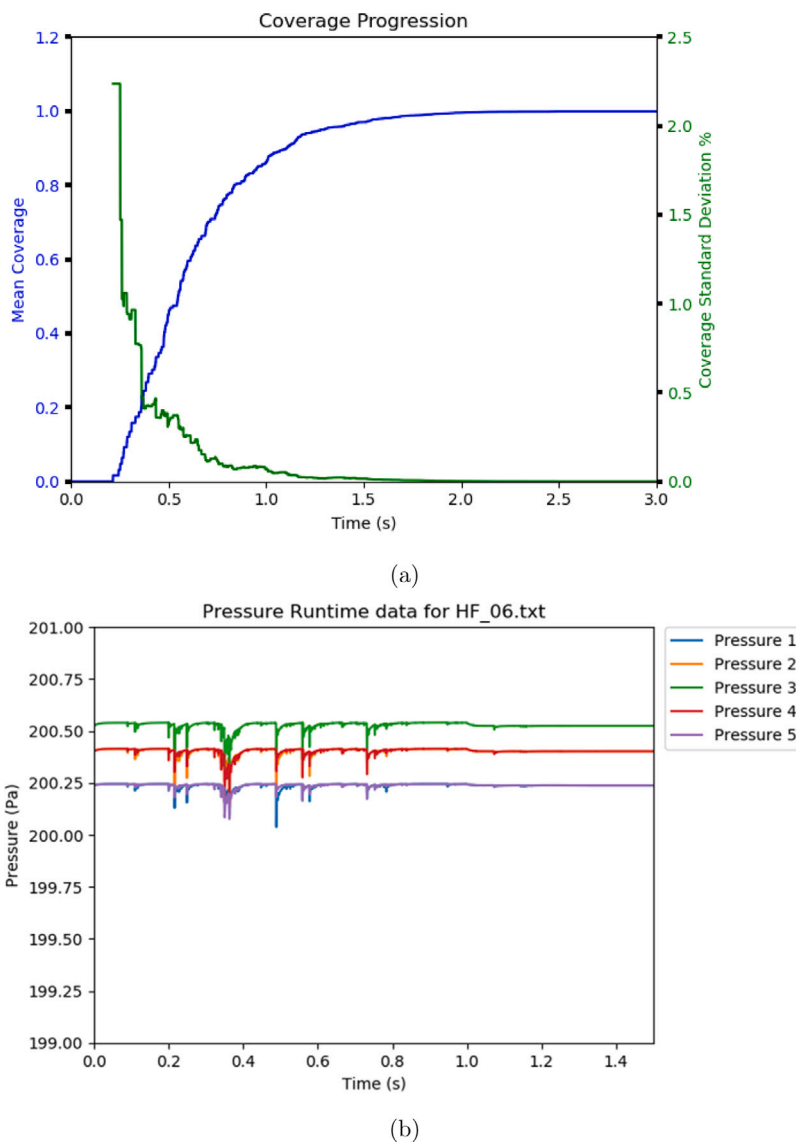 Coverage Progression
1.2
1.0
0.8
0.6
0.4
0.2
0.0
Mean Coverage
2.5
2.0
1.5
1.0
0.5
0.0
Coverage Standard Deviation %
0.0 0.5 1.0 1.5 2.0 2.5 3.0
Time (s)
(a)
Pressure Runtime data for HF_06.txt
201.00
200.75
200.50
200.25
200.00
199.75
199.50
199.25
199.00
Pressure (Pa)
0.0 0.2 0.4 0.6 0.8 1.0 1.2 1.4
Time (s)
Pressure 1
Pressure 2
Pressure 3
Pressure 4
Pressure 5
(b)